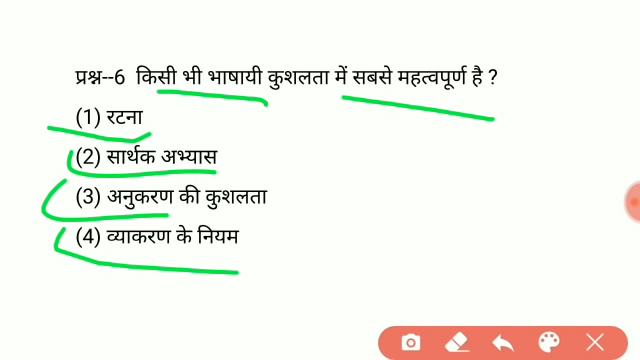 प्रश्न--6 किसी भी भाषायी कुशलता में सबसे महत्वपूर्ण है ?
(1) रटना
(2) सार्थक अभ्यास
(3) अनुकरण की कुशलता
(4) व्याकरण के नियम